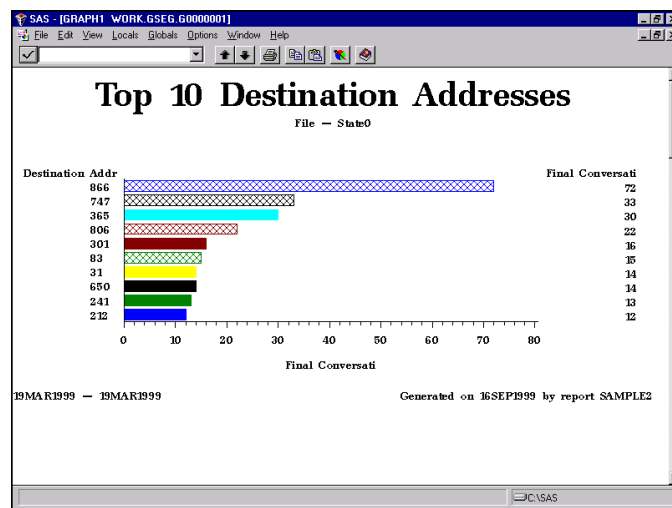 SAS - [GRAPH1 WORK.GSEG.G0000001]
File Edit View Locals Globals Options Window Help
Top 10 Destination Addresses
File — State0
Destination Addr Final Conversati
866 72
747 33
365 30
806 22
301 16
83 15
31 14
650 14
241 13
212 12
0 10 20 30 40 50 60 70 80
Final Conversati
19MAR1999 — 19MAR1999 Generated on 16SEP1999 by report SAMPLE2
C:\SAS